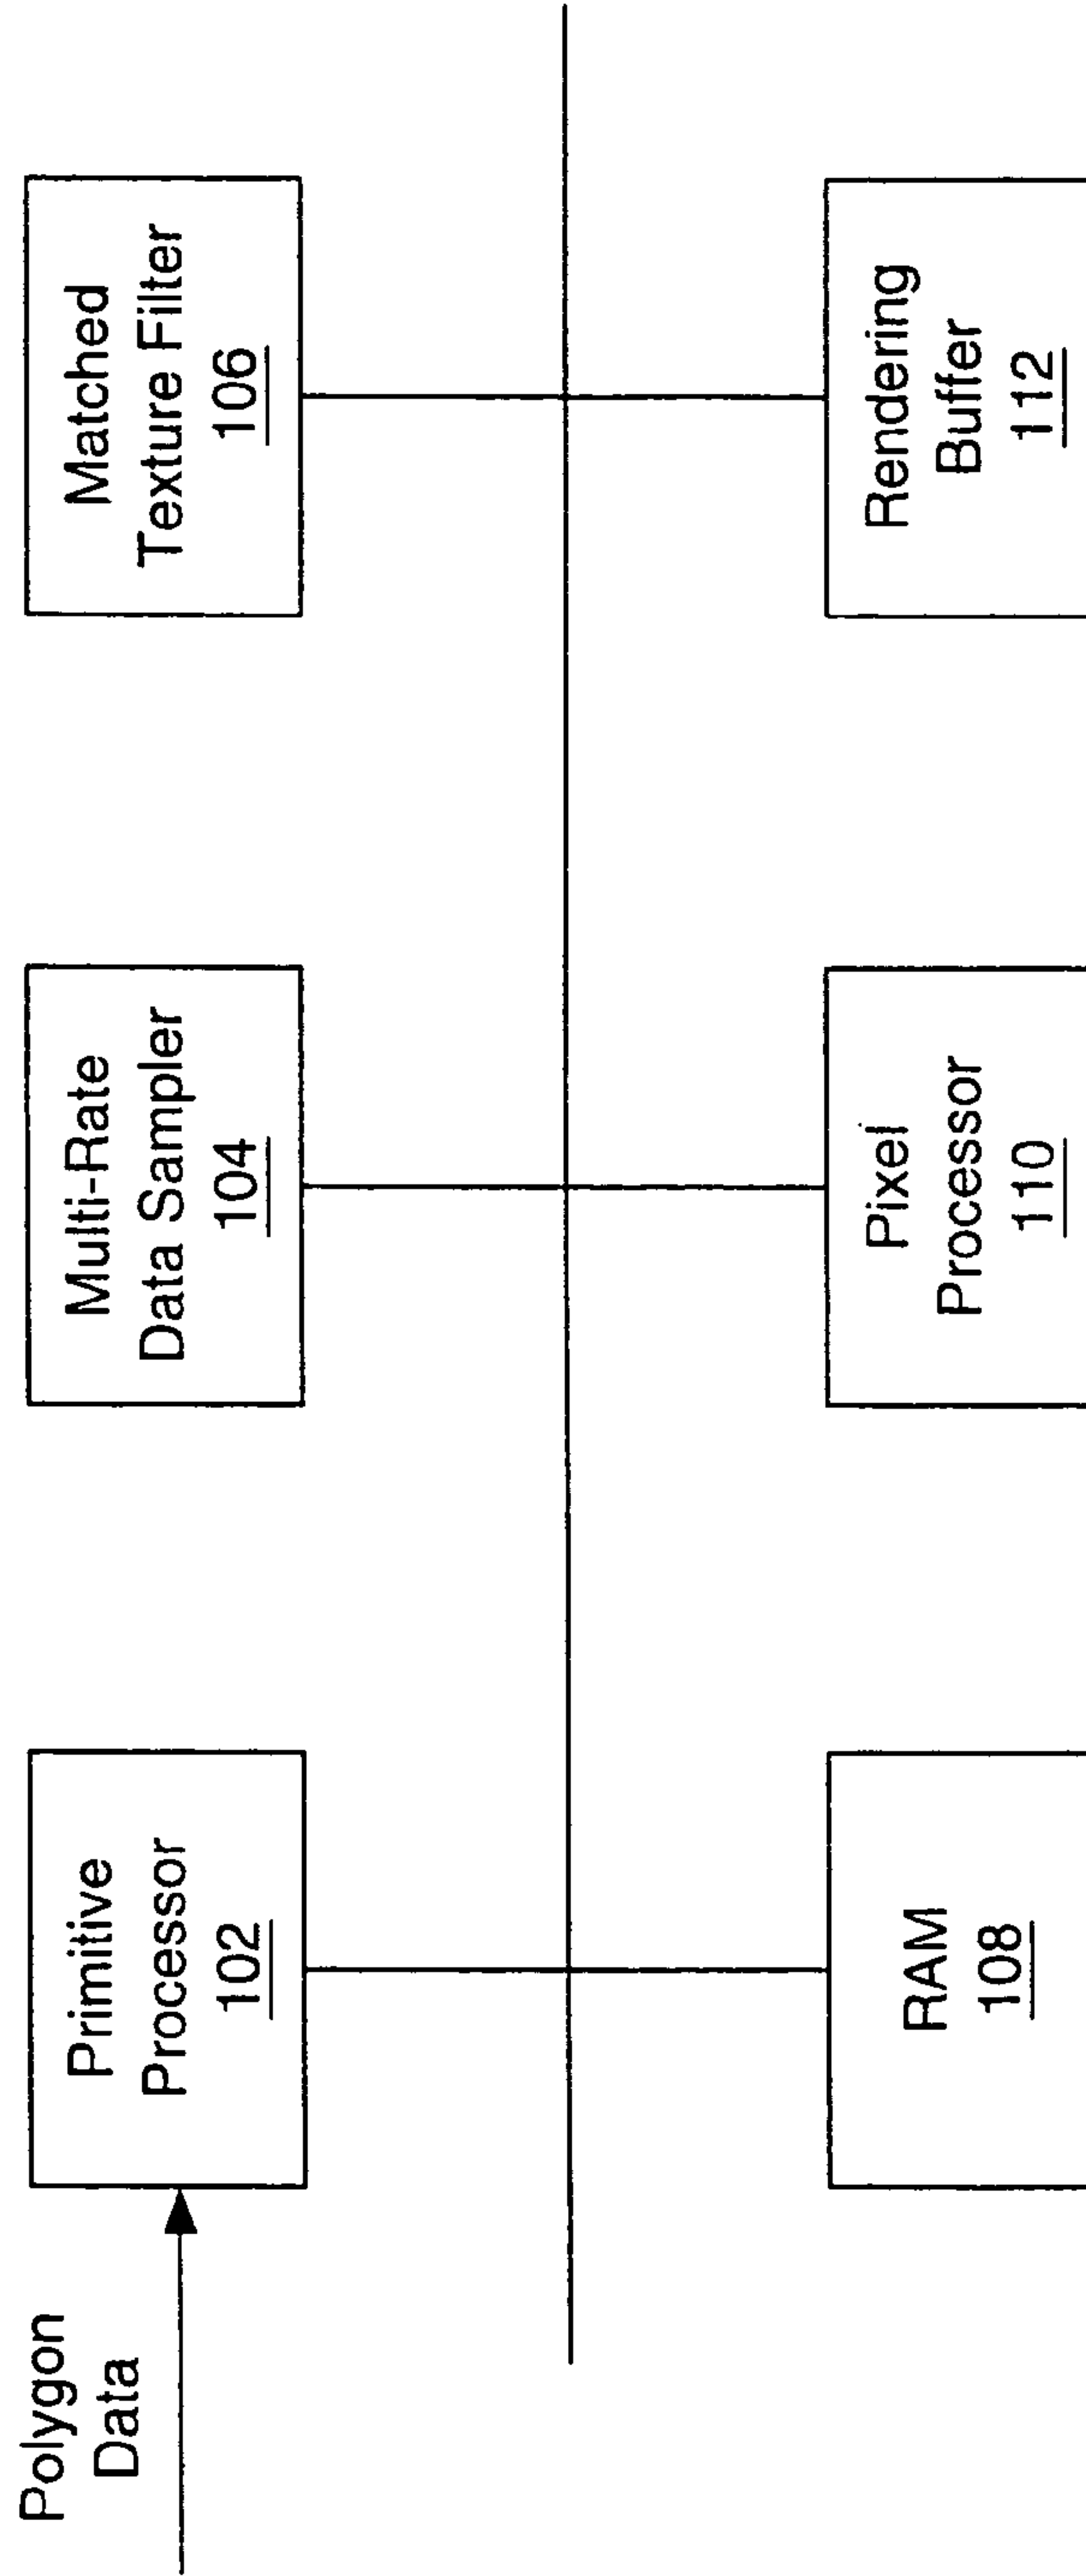 Polygon
Data
Primitive
Processor
102
Multi-Rate
Data Sampler
104
Matched
Texture Filter
106
RAM
108
Pixel
Processor
110
Rendering
Buffer
112